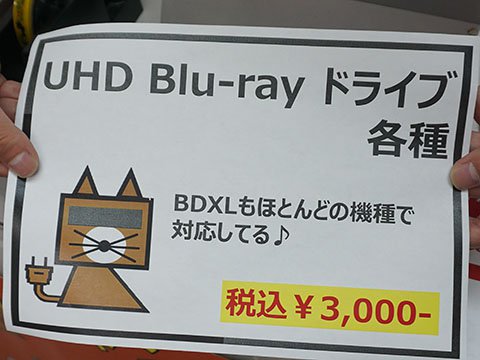 UHD Blu-ray ドライブ
各種
BDXLもほとんどの機種で
対応してる♪
税込￥3,000-